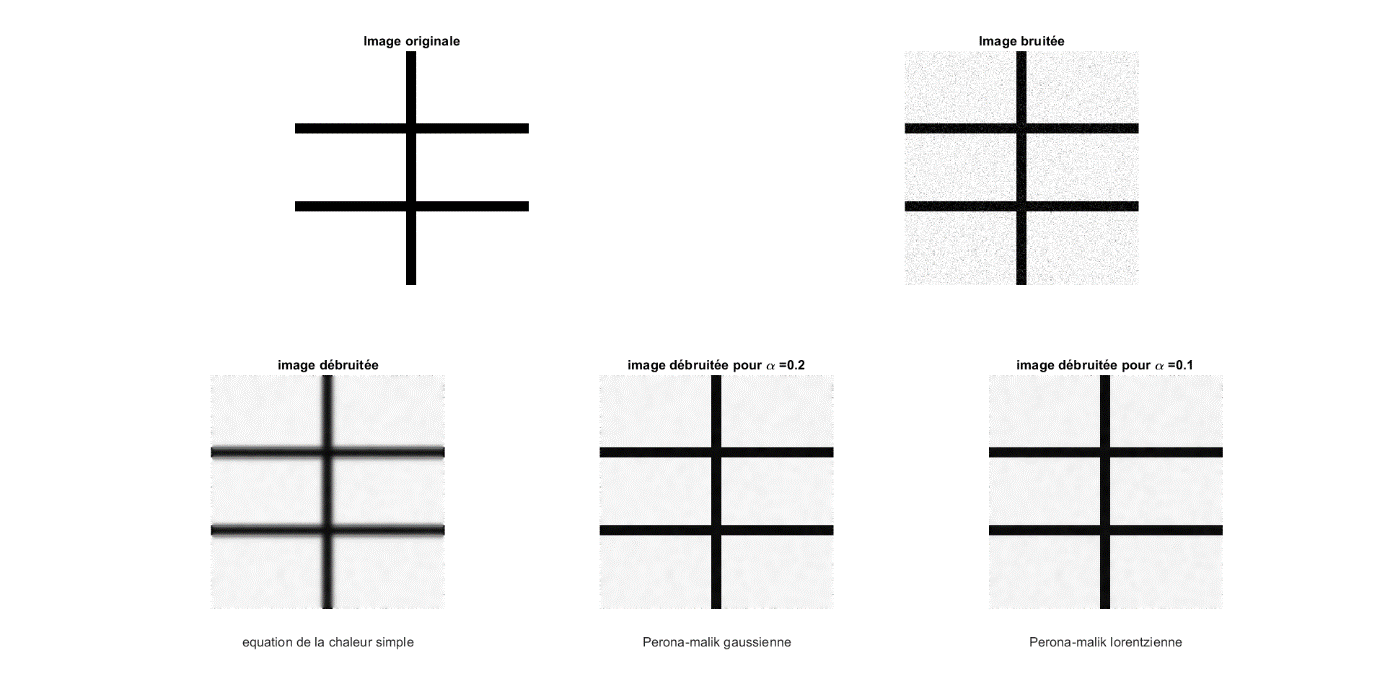 Image originale
Image bruitée
image débruitée
image débruitée pour α =0.2
image débruitée pour α =0.1
equation de la chaleur simple
Perona-malik gaussienne
Perona-malik lorentzienne